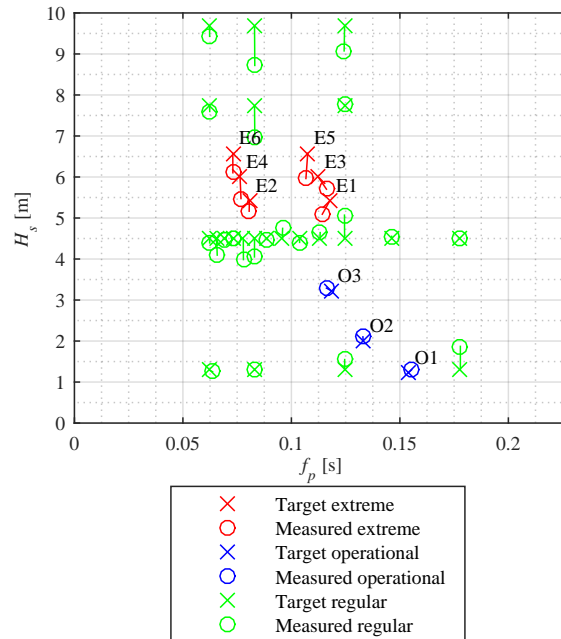 10
9
8
7
6
5
4
3
2
1
0
H_s [m]
E6
E5
E4
E3
E2
E1
O3
O2
O1
0
0.05
0.1
0.15
0.2
f_p [s]
Target extreme
Measured extreme
Target operational
Measured operational
Target regular
Measured regular